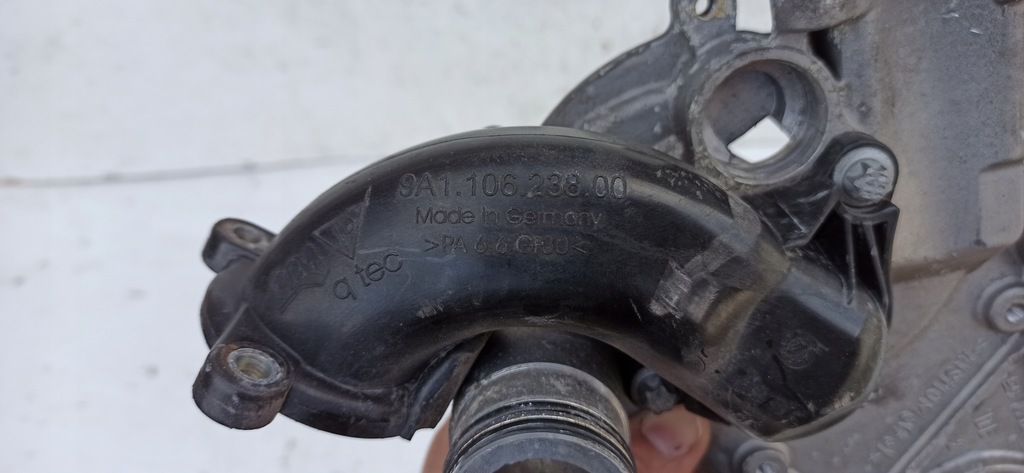 9A1.106.238.00
Made in Germany
>PA 6.6 GF30<
q tec